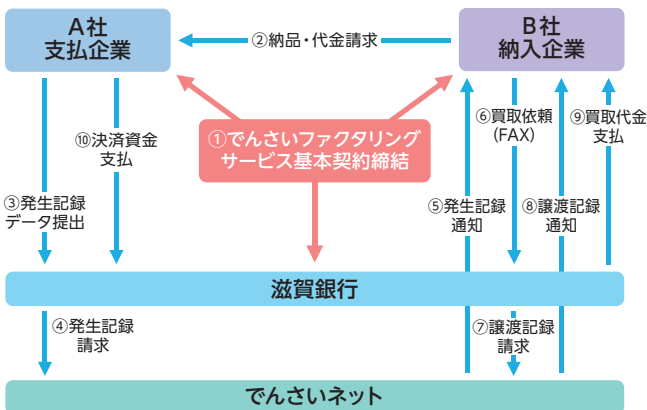 A社
支払企業
②納品・代金請求
B社
納入企業
①でんさいファクタリング
サービス基本契約締結
③発生記録
データ提出
⑩決済資金
支払
⑤発生記録
通知
⑥買取依頼
(FAX)
⑧譲渡記録
通知
⑨買取代金
支払
滋賀銀行
④発生記録
請求
⑦譲渡記録
請求
でんさいネット